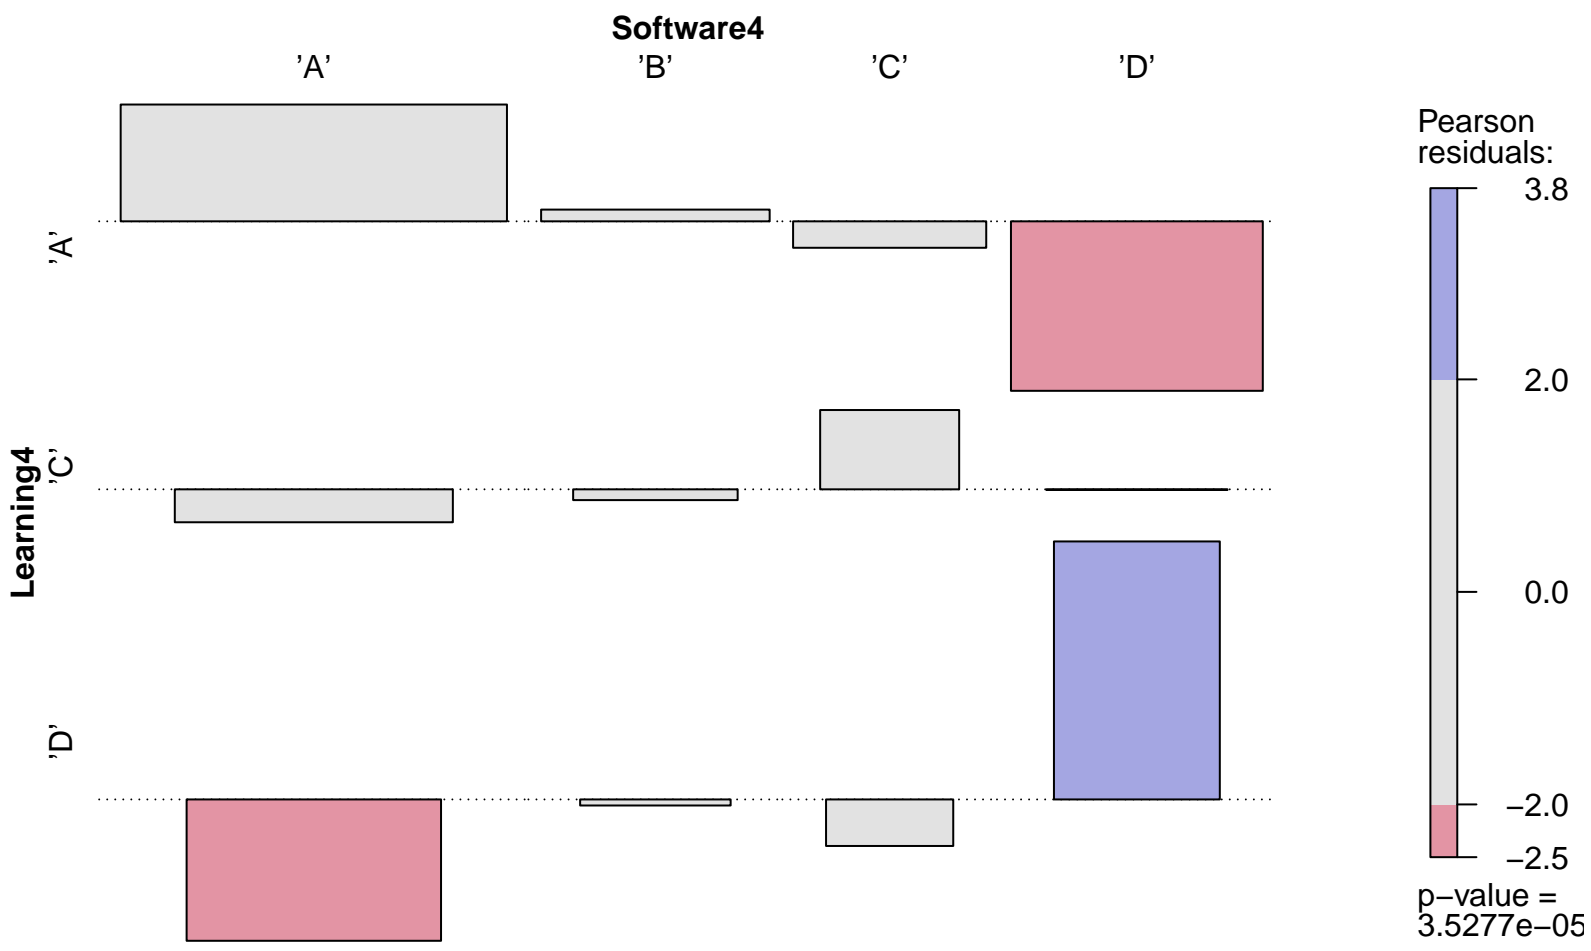 Software4
’A’ ’B’ ’C’ ’D’
Learning4
’A’
’C’
’D’
Pearson
residuals:
3.8
2.0
0.0
−2.0
−2.5
p−value =
3.5277e−05